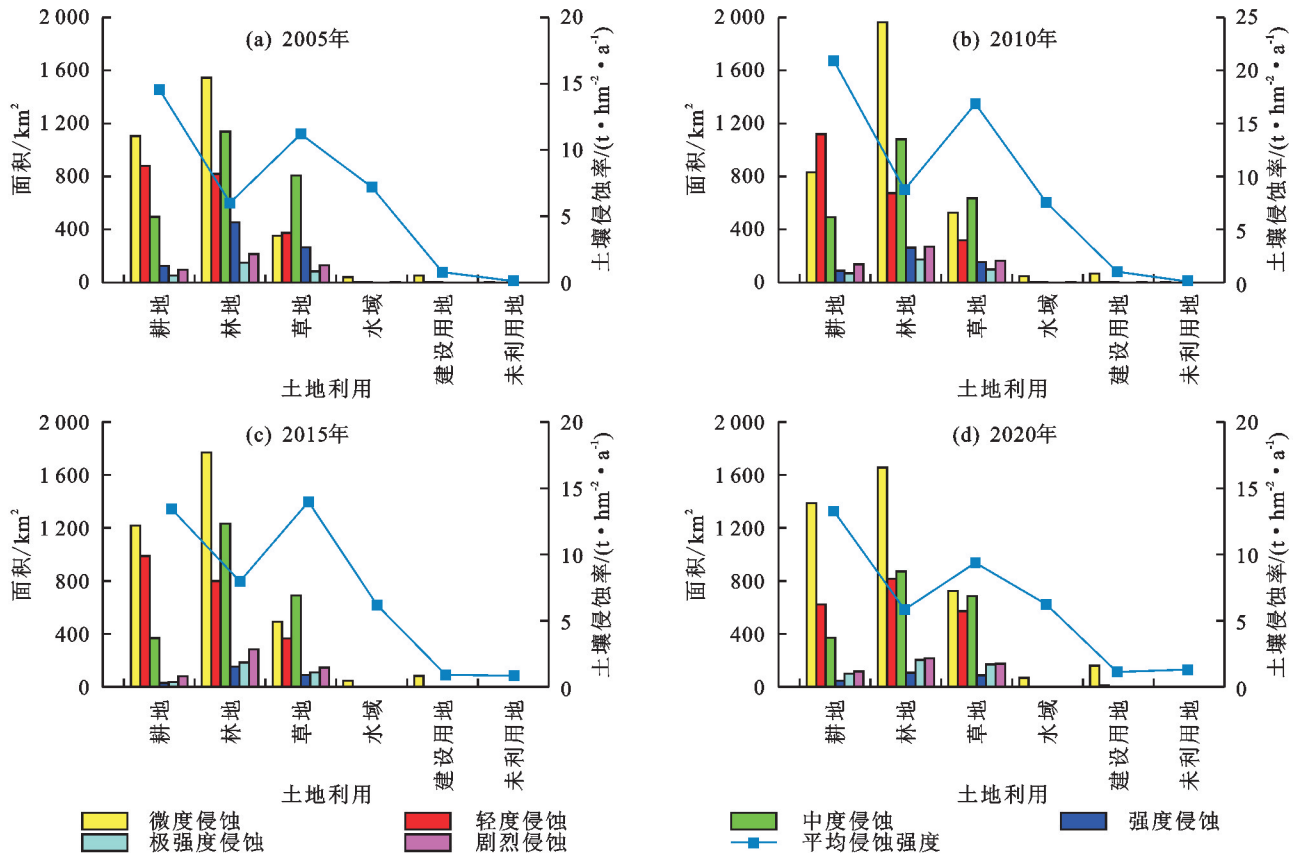 (a) 2005年
面积/km²
2 000
1 600
1 200
800
400
0
20
15
10
5
0
土壤侵蚀率/(t·hm⁻²·a⁻¹)
耕地
林地
草地
水域
建设用地
未利用地
土地利用
(b) 2010年
面积/km²
2 000
1 600
1 200
800
400
0
25
20
15
10
5
0
土壤侵蚀率/(t·hm⁻²·a⁻¹)
耕地
林地
草地
水域
建设用地
未利用地
土地利用
(c) 2015年
面积/km²
2 000
1 600
1 200
800
400
0
20
15
10
5
0
土壤侵蚀率/(t·hm⁻²·a⁻¹)
耕地
林地
草地
水域
建设用地
未利用地
土地利用
(d) 2020年
面积/km²
2 000
1 600
1 200
800
400
0
20
15
10
5
0
土壤侵蚀率/(t·hm⁻²·a⁻¹)
耕地
林地
草地
水域
建设用地
未利用地
土地利用
微度侵蚀 轻度侵蚀 中度侵蚀 强度侵蚀
极强度侵蚀 剧烈侵蚀 平均侵蚀强度